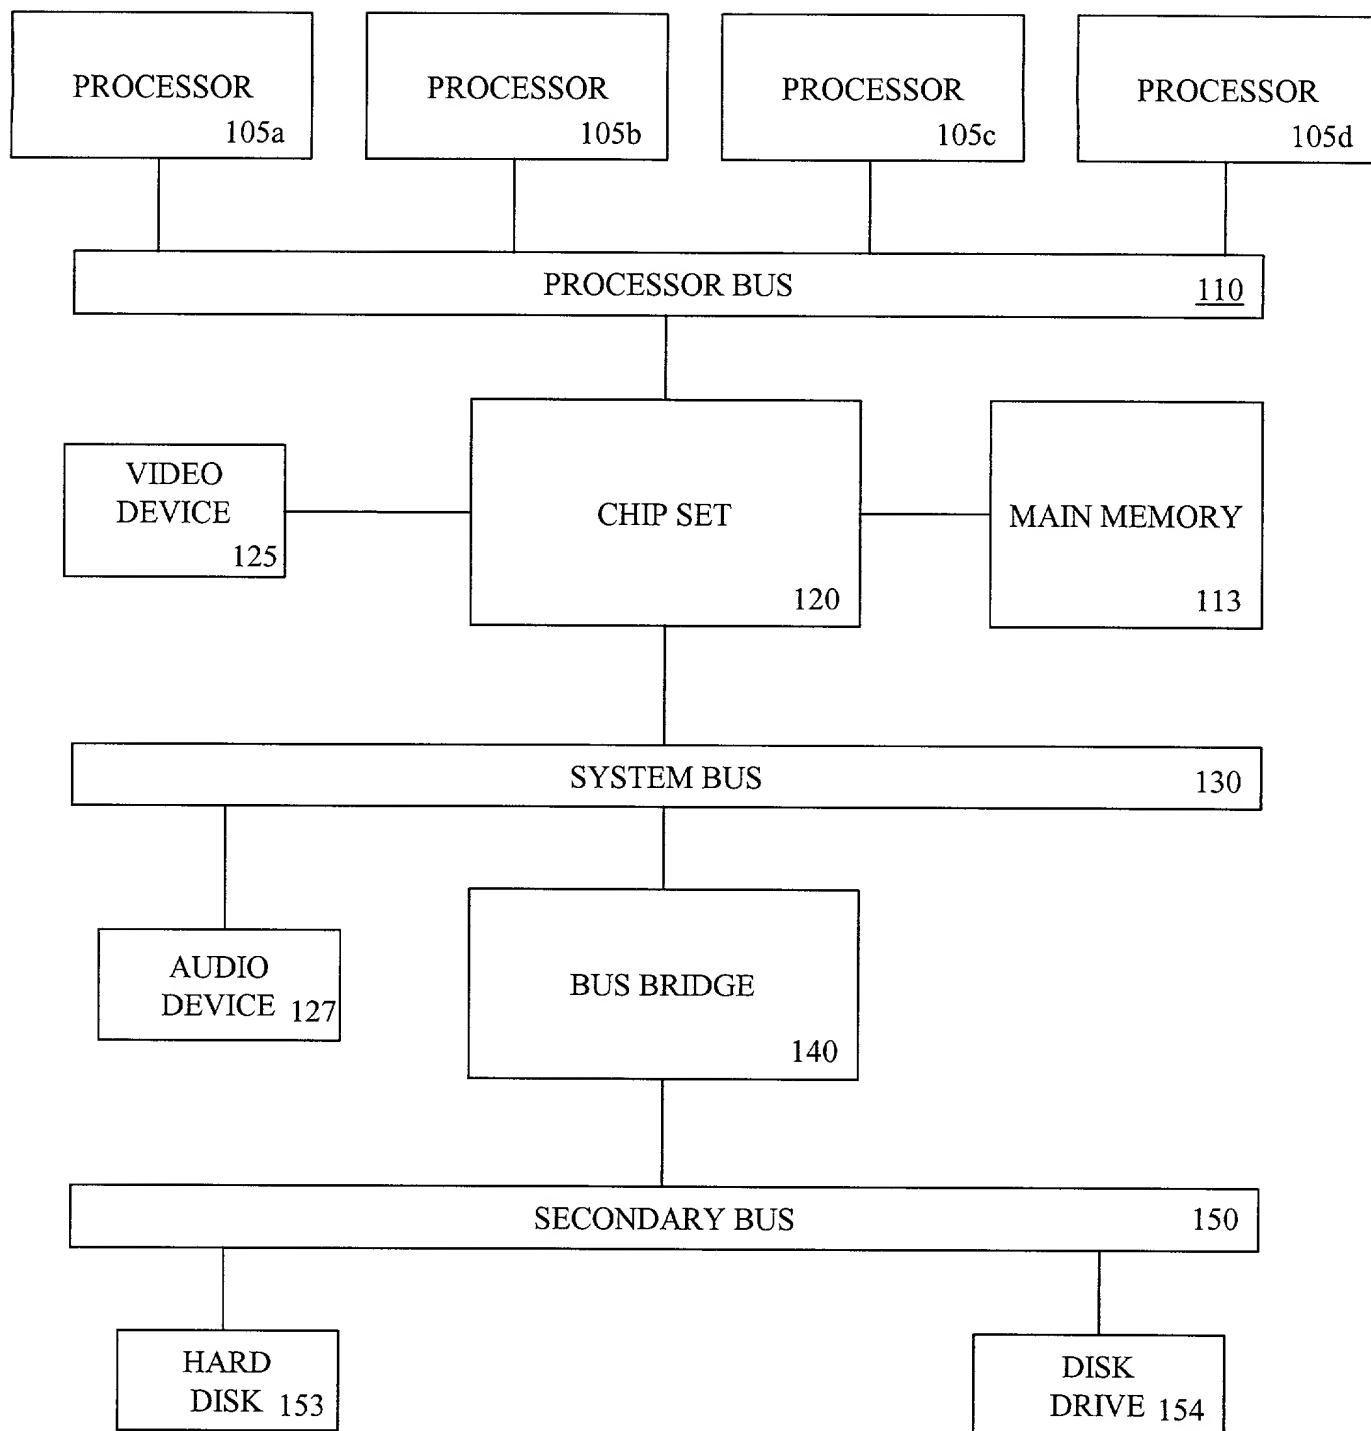 PROCESSOR
105a
PROCESSOR
105b
PROCESSOR
105c
PROCESSOR
105d
PROCESSOR BUS 110
VIDEO
DEVICE
125
CHIP SET
120
MAIN MEMORY
113
SYSTEM BUS 130
AUDIO
DEVICE 127
BUS BRIDGE
140
SECONDARY BUS 150
HARD
DISK 153
DISK
DRIVE 154